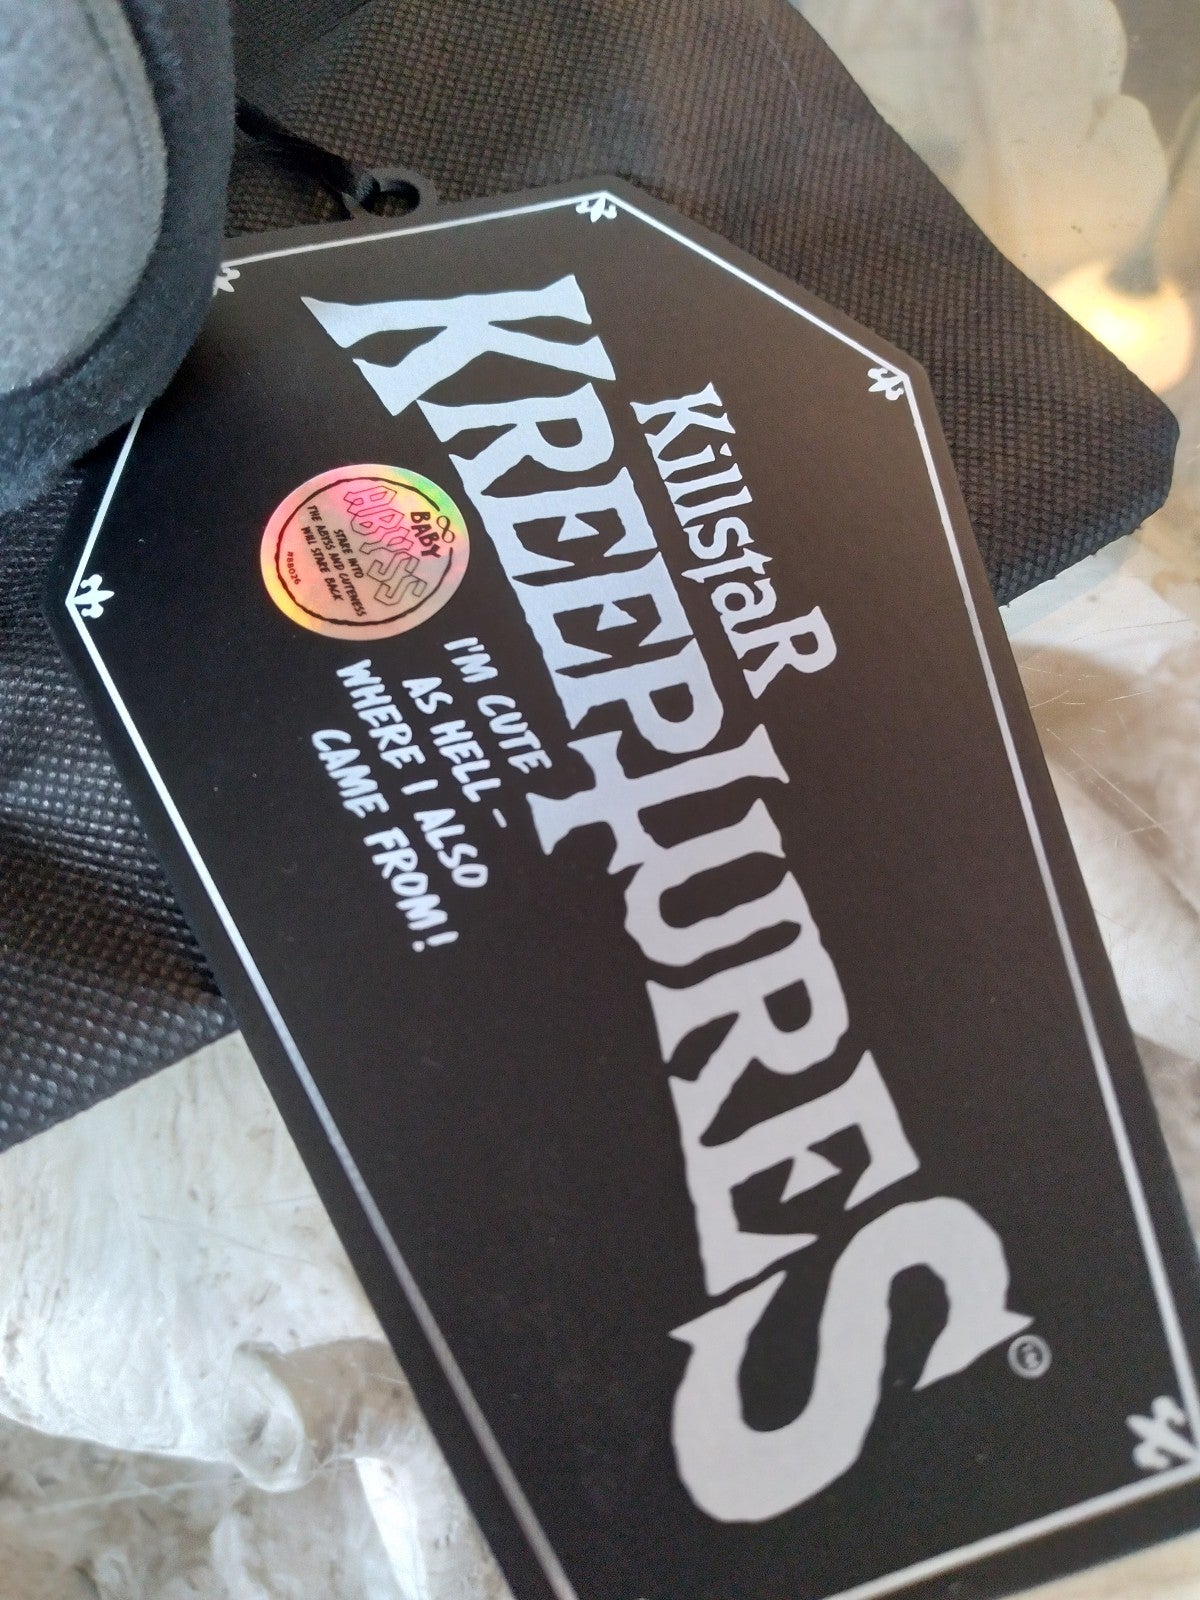 KillstaR
KREEPTURES
BABY
ABYSS
STARE INTO
THE ABYSS AND CUTENESS
WILL STARE BACK
#88026
I'M CUTE
AS HELL -
WHERE I ALSO
CAME FROM!